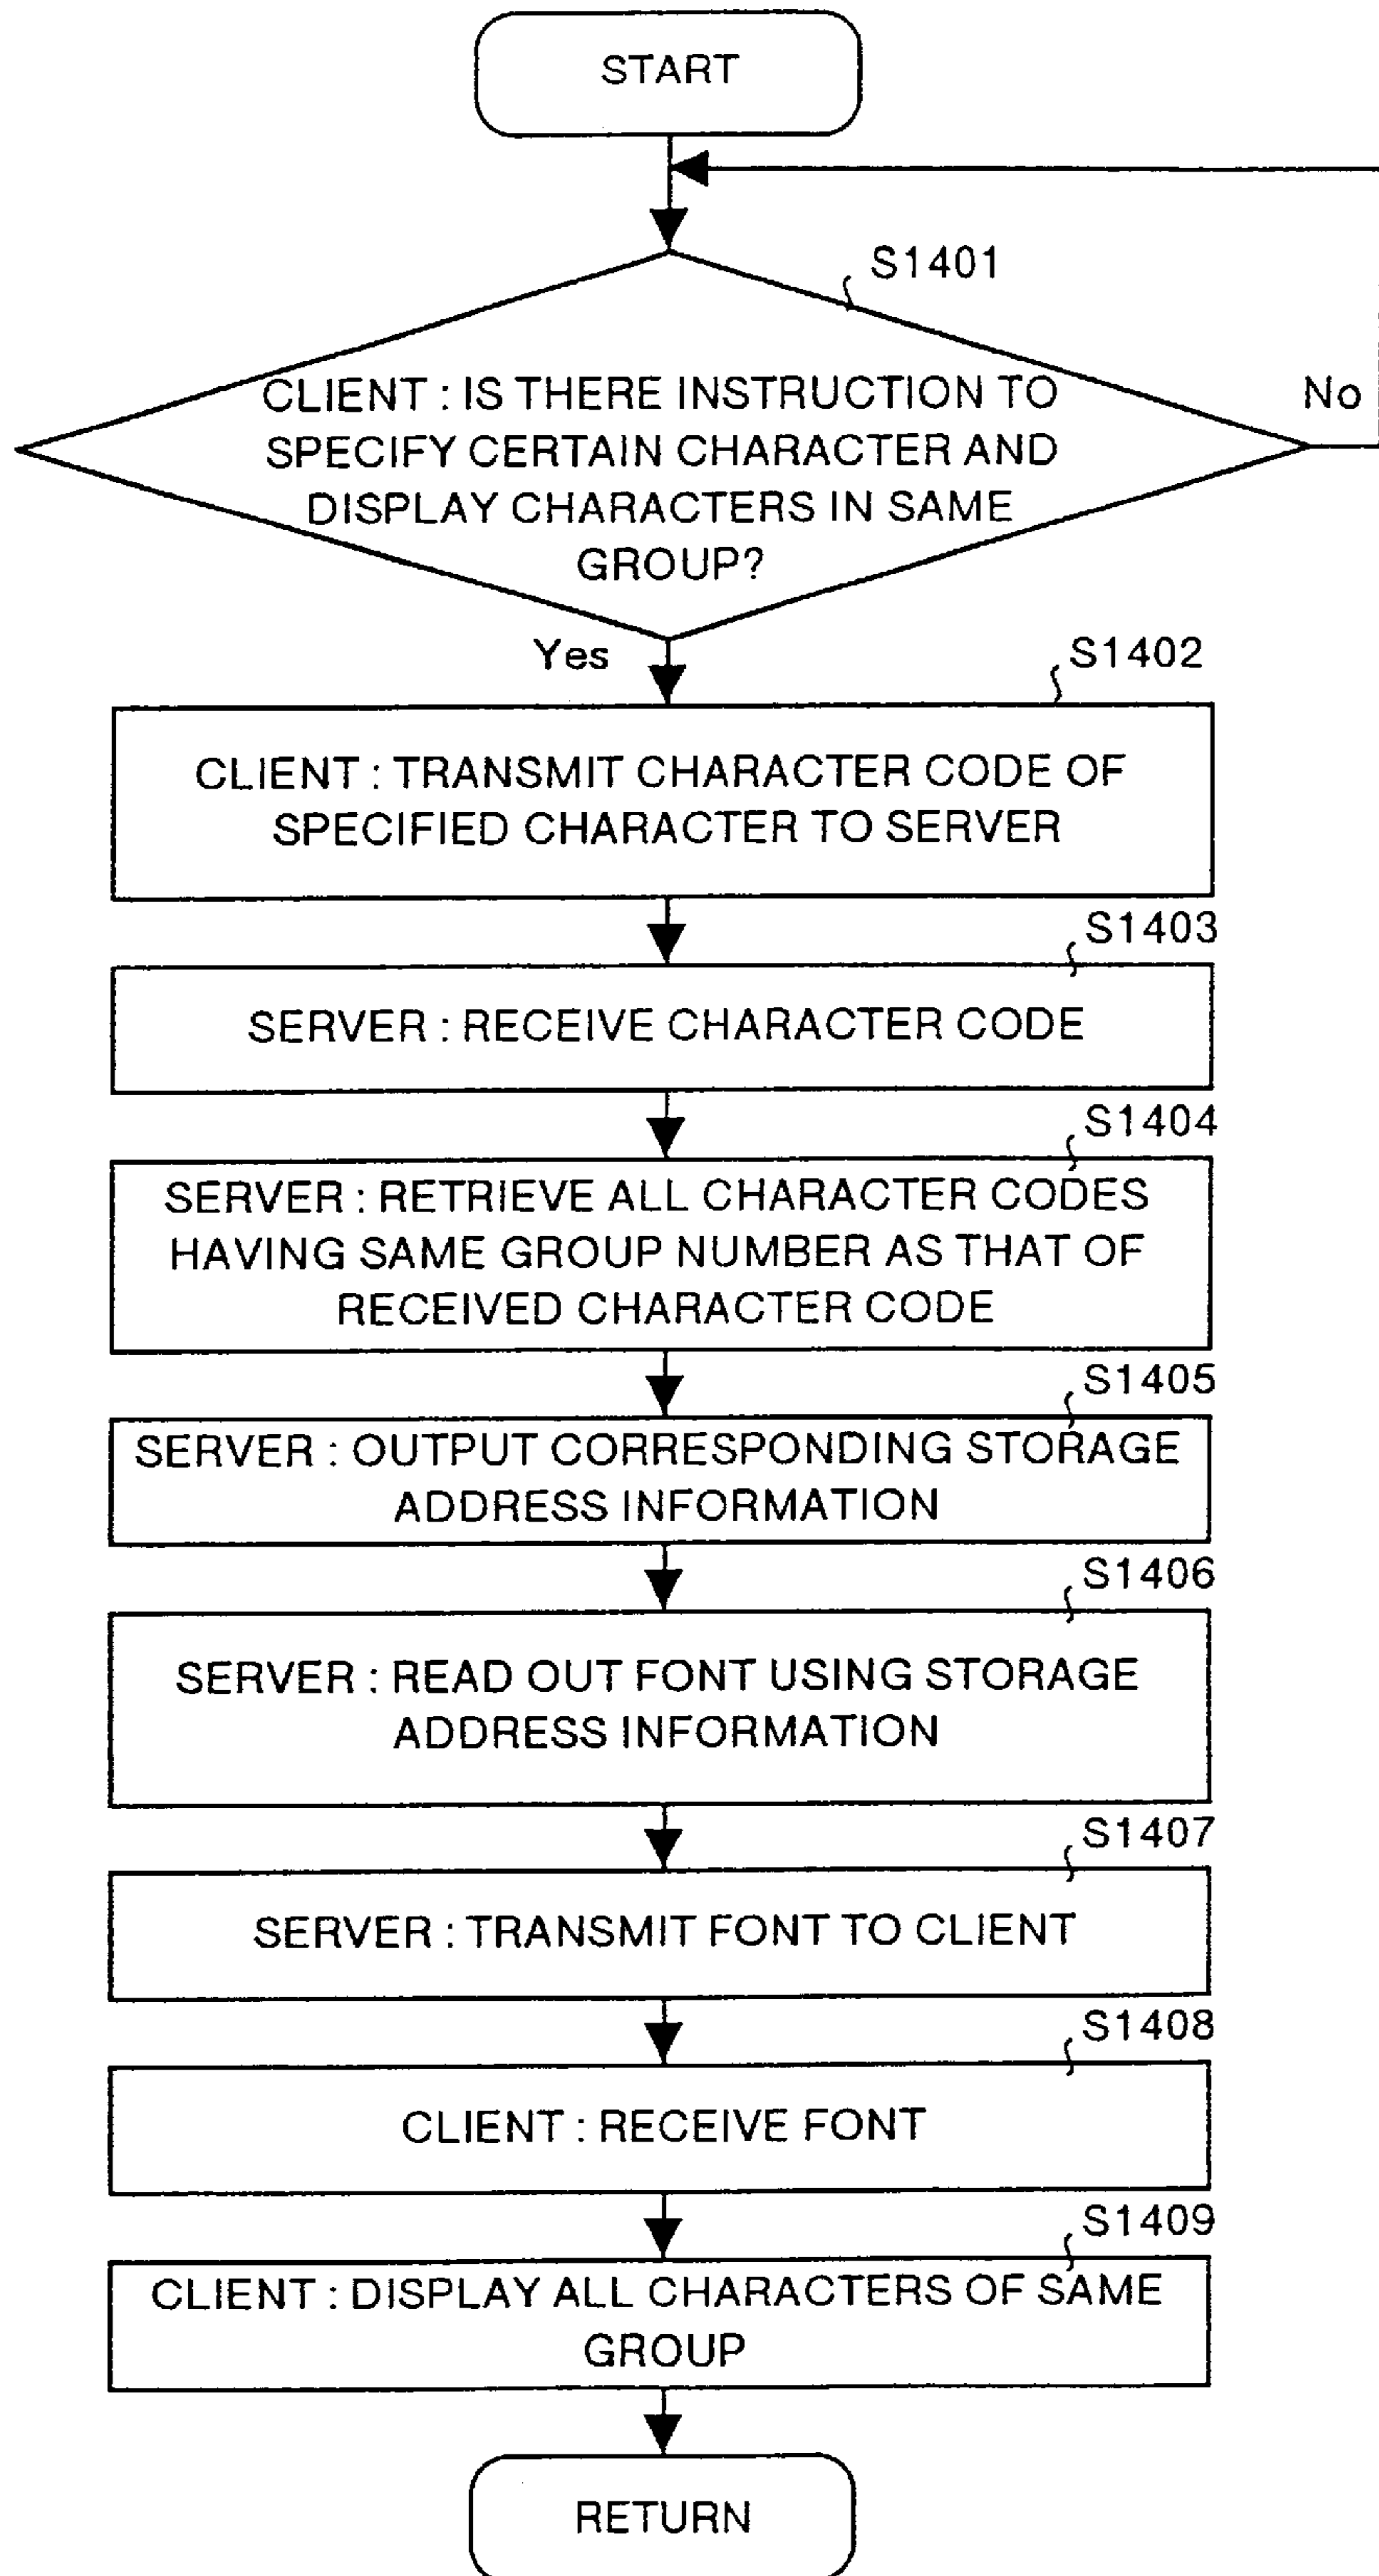 START
S1401
CLIENT : IS THERE INSTRUCTION TO
SPECIFY CERTAIN CHARACTER AND
DISPLAY CHARACTERS IN SAME
GROUP?
No
Yes
S1402
CLIENT : TRANSMIT CHARACTER CODE OF
SPECIFIED CHARACTER TO SERVER
S1403
SERVER : RECEIVE CHARACTER CODE
S1404
SERVER : RETRIEVE ALL CHARACTER CODES
HAVING SAME GROUP NUMBER AS THAT OF
RECEIVED CHARACTER CODE
S1405
SERVER : OUTPUT CORRESPONDING STORAGE
ADDRESS INFORMATION
S1406
SERVER : READ OUT FONT USING STORAGE
ADDRESS INFORMATION
S1407
SERVER : TRANSMIT FONT TO CLIENT
S1408
CLIENT : RECEIVE FONT
S1409
CLIENT : DISPLAY ALL CHARACTERS OF SAME
GROUP
RETURN